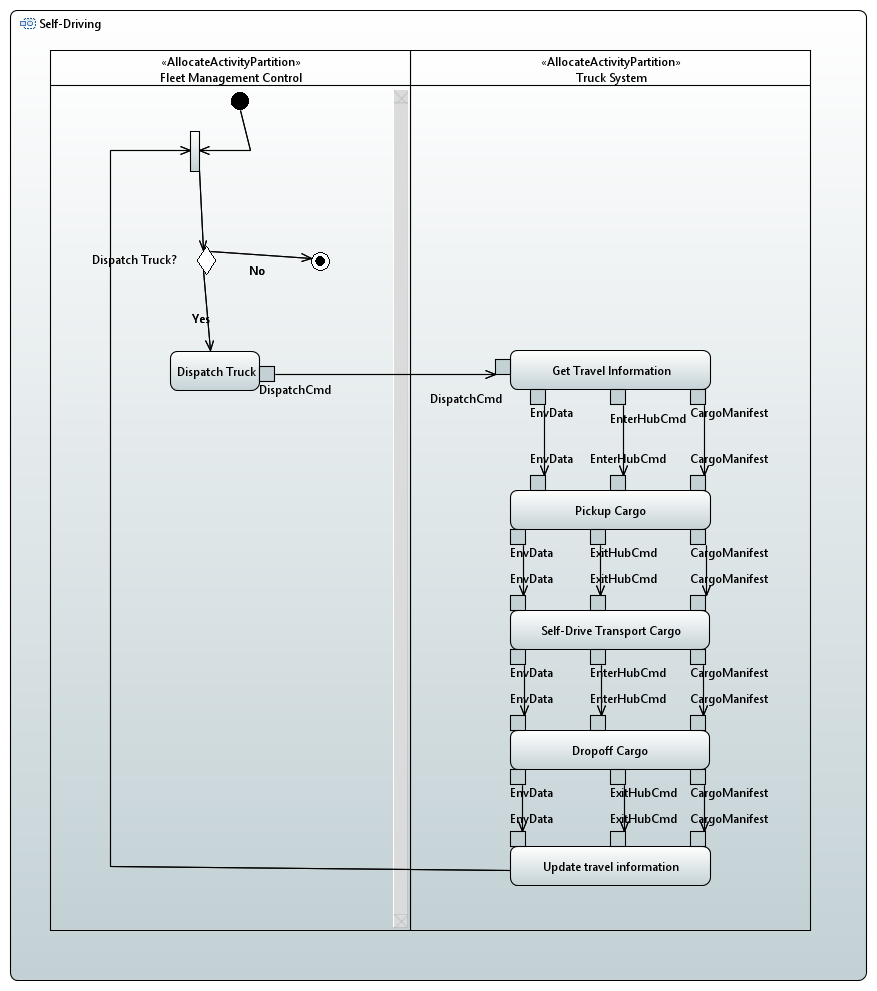 Self-Driving
«AllocateActivityPartition»
Fleet Management Control
«AllocateActivityPartition»
Truck System
Dispatch Truck?
No
Yes
Dispatch Truck
DispatchCmd
DispatchCmd
Get Travel Information
EnvData
EnterHubCmd
CargoManifest
EnvData
EnterHubCmd
CargoManifest
Pickup Cargo
EnvData
ExitHubCmd
CargoManifest
EnvData
ExitHubCmd
CargoManifest
Self-Drive Transport Cargo
EnvData
EnterHubCmd
CargoManifest
EnvData
EnterHubCmd
CargoManifest
Dropoff Cargo
EnvData
ExitHubCmd
CargoManifest
EnvData
ExitHubCmd
CargoManifest
Update travel information